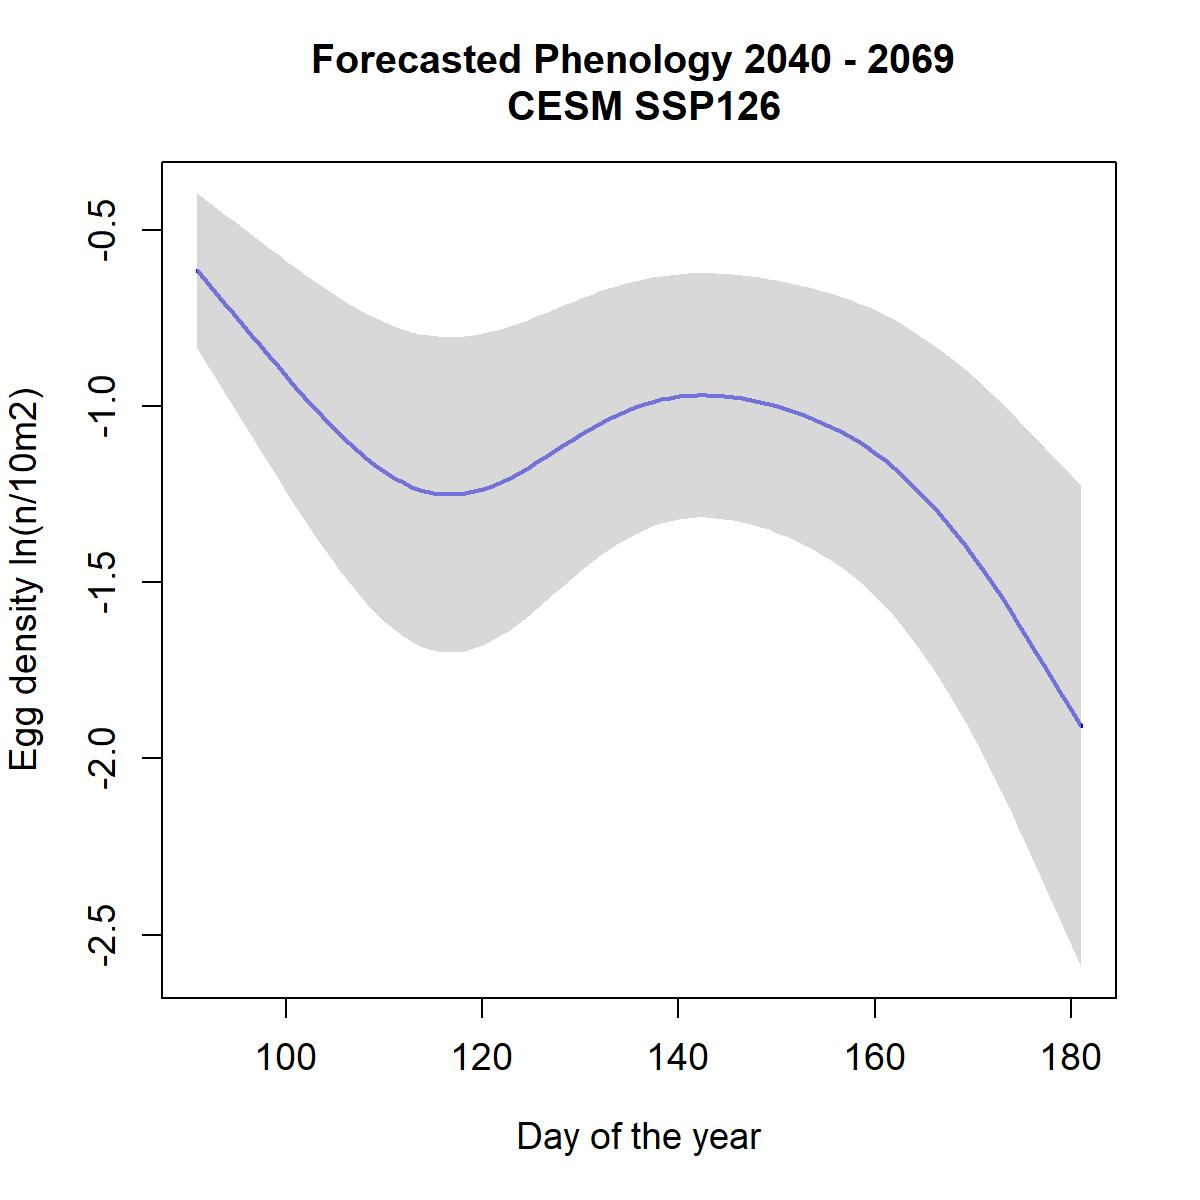 Forecasted Phenology 2040 - 2069
CESM SSP126
Egg density ln(n/10m2)
-0.5
-1.0
-1.5
-2.0
-2.5
100 120 140 160 180
Day of the year